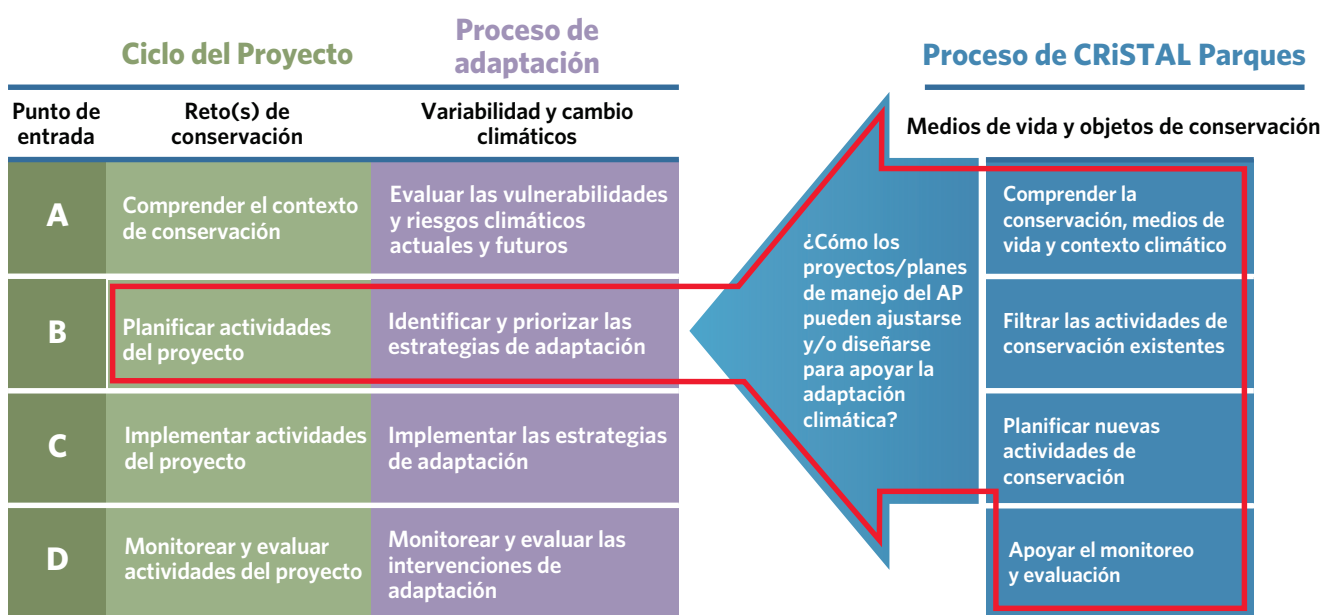 Ciclo del Proyecto
Proceso de
adaptación
Proceso de CRiSTAL Parques
Punto de
entrada
Reto(s) de
conservación
Variabilidad y cambio
climáticos
Medios de vida y objetos de conservación
A
Comprender el contexto
de conservación
Evaluar las vulnerabilidades
y riesgos climáticos
actuales y futuros
B
Planificar actividades
del proyecto
Identificar y priorizar las
estrategias de adaptación
C
Implementar actividades
del proyecto
Implementar las estrategias
de adaptación
D
Monitorear y evaluar
actividades del proyecto
Monitorear y evaluar las
intervenciones de
adaptación
¿Cómo los
proyectos/planes
de manejo del AP
pueden ajustarse
y/o diseñarse
para apoyar la
adaptación
climática?
Comprender la
conservación, medios de
vida y contexto climático
Filtrar las actividades de
conservación existentes
Planificar nuevas
actividades de
conservación
Apoyar el monitoreo
y evaluación